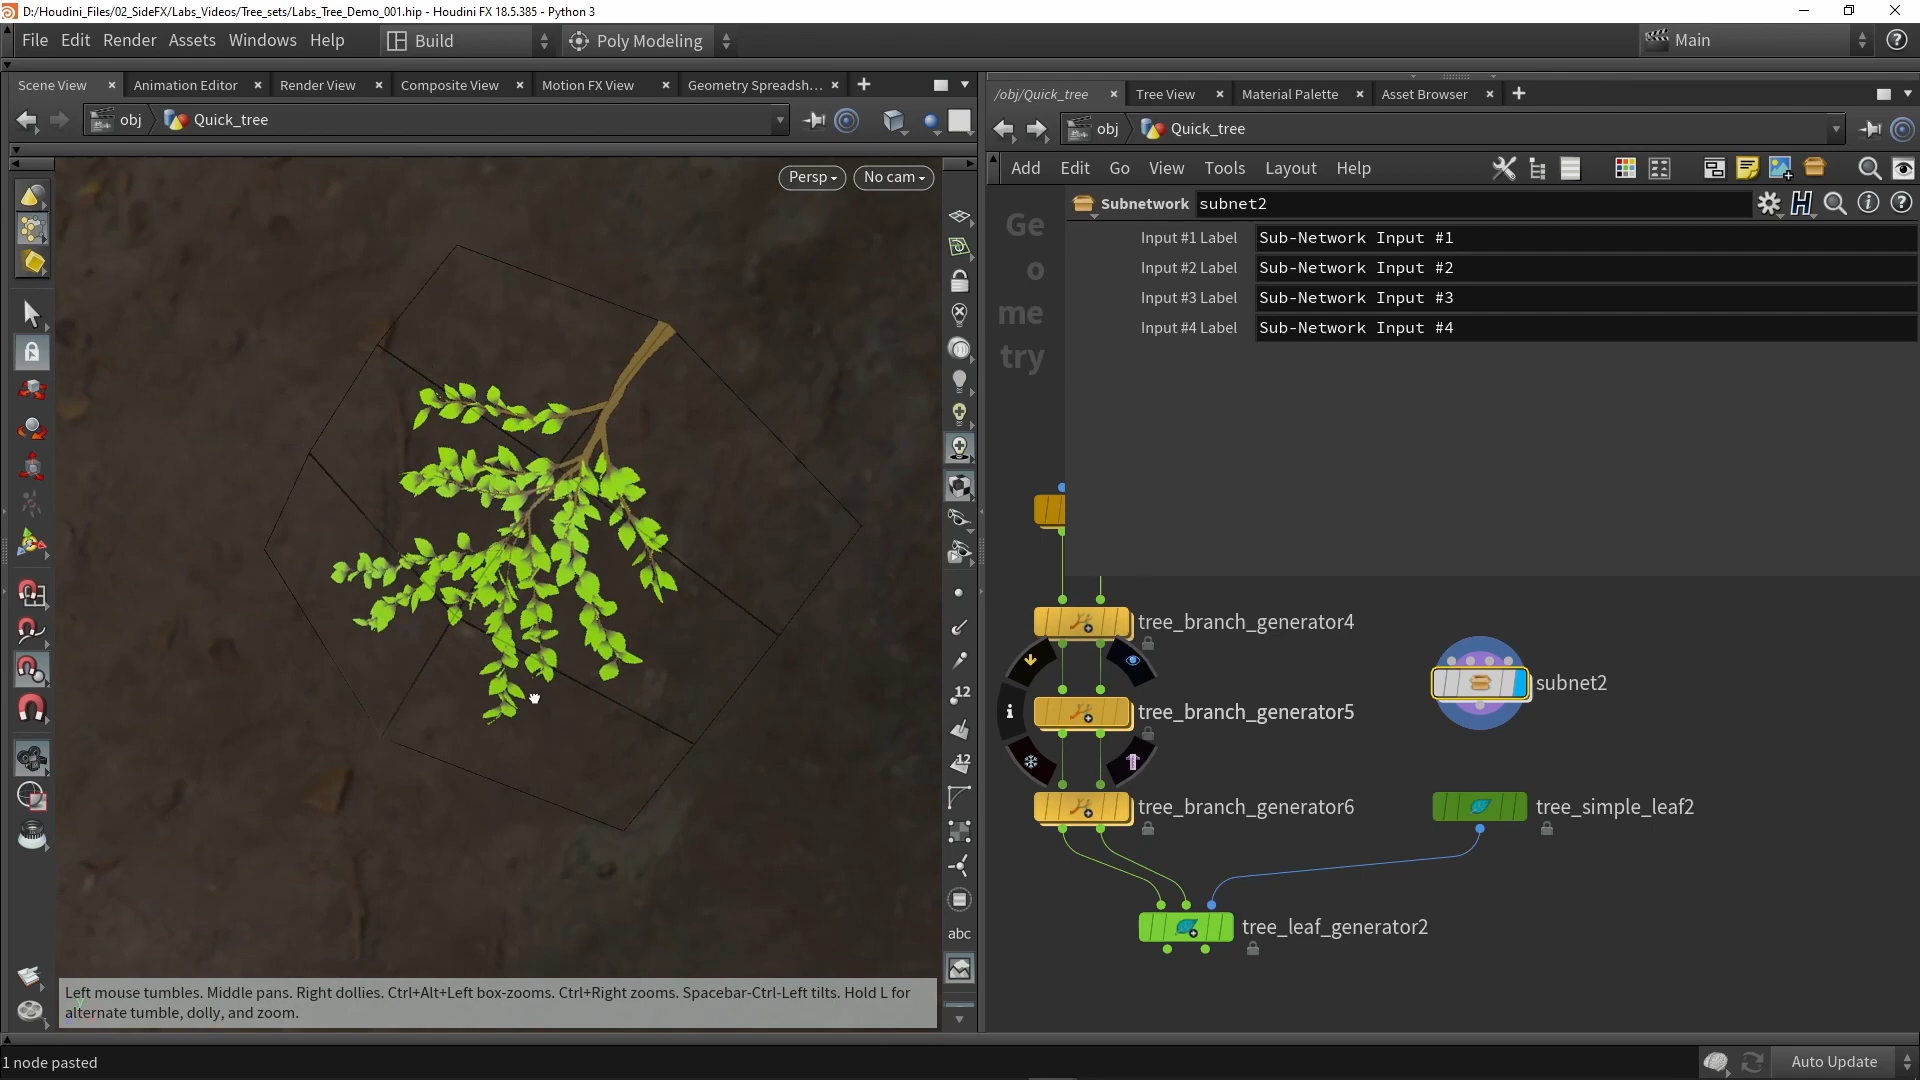 D:/Houdini_Files/02_SideFX/Labs_Videos/Tree_sets/Labs_Tree_Demo_001.hip - Houdini FX 18.5.385 - Python 3
File Edit Render Assets Windows Help
Build
Poly Modeling
Main
Scene View
Animation Editor
Render View
Composite View
Motion FX View
Geometry Spreadsh...
obj
Quick_tree
/obj/Quick_tree
Tree View
Material Palette
Asset Browser
obj
Quick_tree
Add Edit Go View Tools Layout Help
Persp
No cam
Subnetwork subnet2
Input #1 Label Sub-Network Input #1
Input #2 Label Sub-Network Input #2
Input #3 Label Sub-Network Input #3
Input #4 Label Sub-Network Input #4
Ge
o
me
try
tree_branch_generator4
tree_branch_generator5
tree_branch_generator6
subnet2
tree_simple_leaf2
tree_leaf_generator2
12
12
abc
Left mouse tumbles. Middle pans. Right dollies. Ctrl+Alt+Left box-zooms. Ctrl+Right zooms. Spacebar-Ctrl-Left tilts. Hold L for
alternate tumble, dolly, and zoom.
1 node pasted
Auto Update